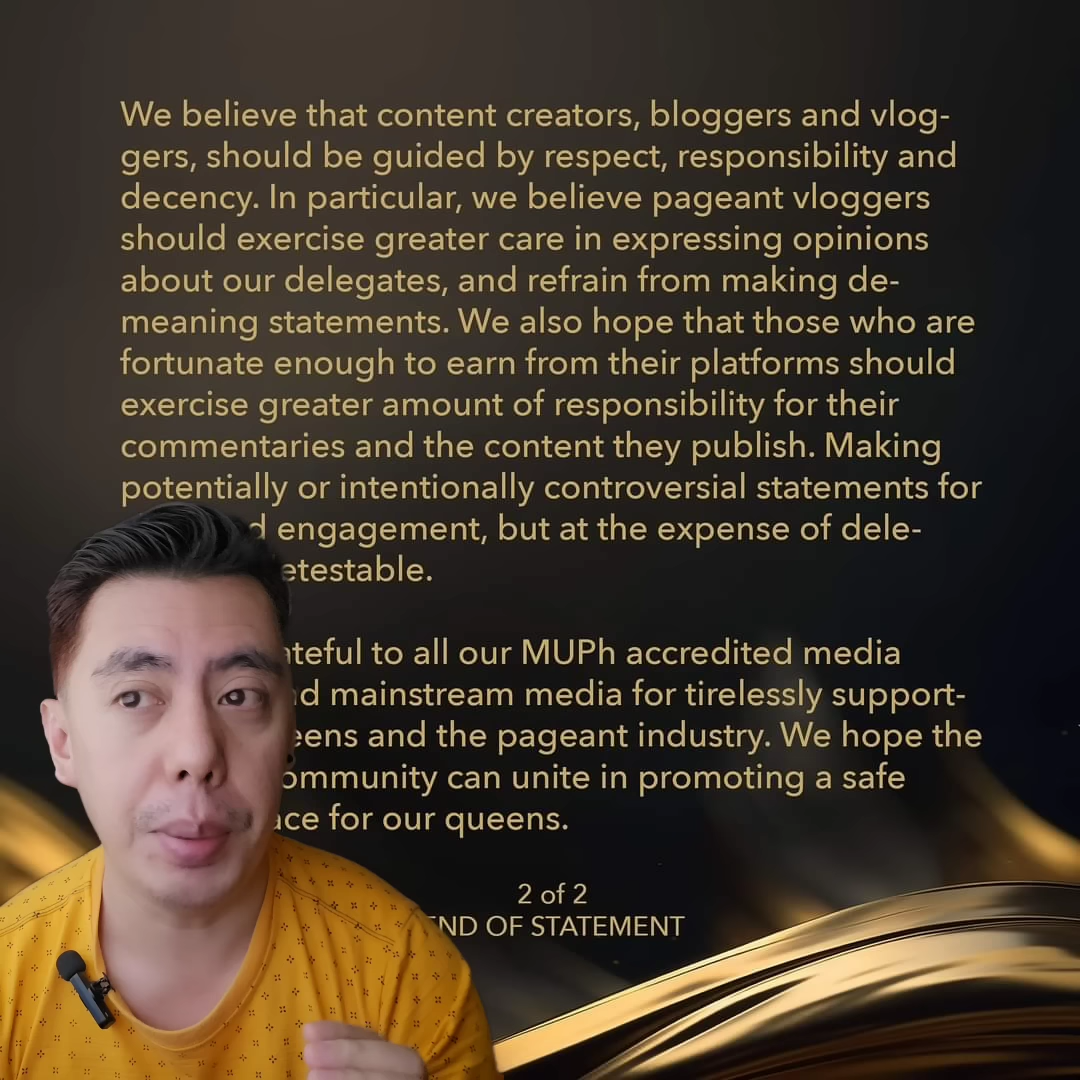 We believe that content creators, bloggers and vlog-
gers, should be guided by respect, responsibility and
decency. In particular, we believe pageant vloggers
should exercise greater care in expressing opinions
about our delegates, and refrain from making de-
meaning statements. We also hope that those who are
fortunate enough to earn from their platforms should
exercise greater amount of responsibility for their
commentaries and the content they publish. Making
potentially or intentionally controversial statements for
engagement, but at the expense of dele-
etestable.
ateful to all our MUPh accredited media
mainstream media for tirelessly support-
eens and the pageant industry. We hope the
ommunity can unite in promoting a safe
ace for our queens.
2 of 2
ND OF STATEMENT